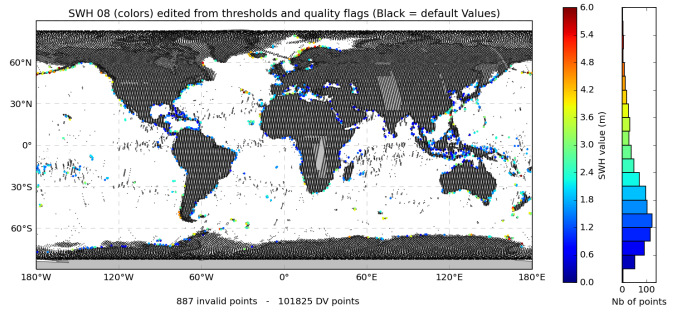 SWH 08 (colors) edited from thresholds and quality flags (Black = default Values)
60°N
30°N
0°
30°S
60°S
180°W
120°W
60°W
0°
60°E
120°E
180°E
887 invalid points - 101825 DV points
6.0
5.4
4.8
4.2
3.6
3.0
2.4
1.8
1.2
0.6
0.0
SWH value (m)
0
100
Nb of points